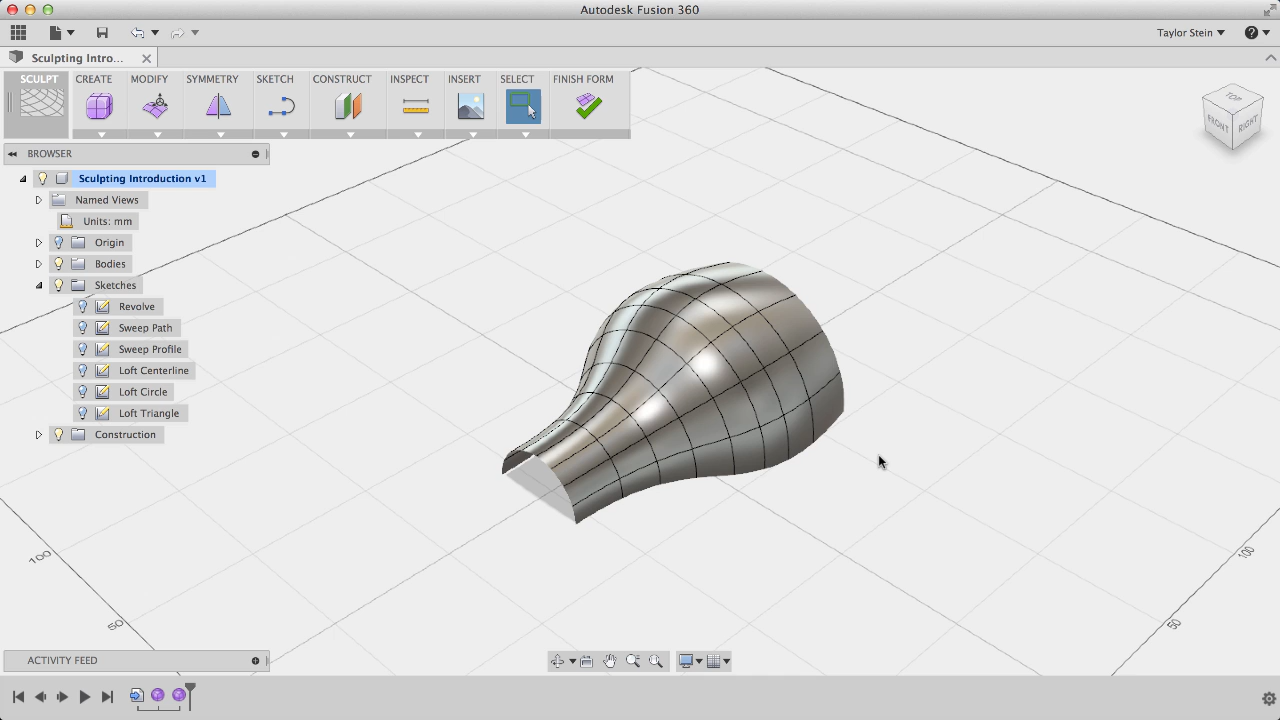 Autodesk Fusion 360
Taylor Stein
Sculpting Intro...
SCULPT CREATE MODIFY SYMMETRY SKETCH CONSTRUCT INSPECT INSERT SELECT FINISH FORM
TOP
FRONT RIGHT
BROWSER
Sculpting Introduction v1
Named Views
Units: mm
Origin
Bodies
Sketches
Revolve
Sweep Path
Sweep Profile
Loft Centerline
Loft Circle
Loft Triangle
Construction
100 100
50 50
ACTIVITY FEED